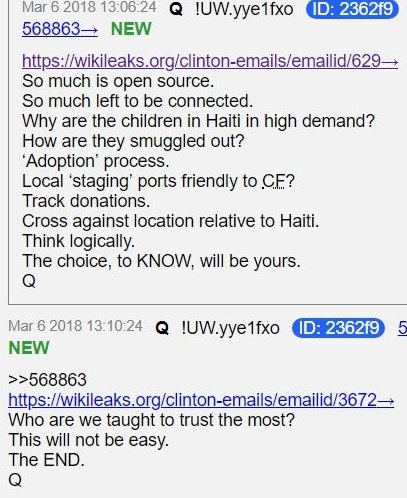 Mar 6 2018 13:06:24 Q !UW.yye1fxo ID: 2362f9
568863→ NEW
https://wikileaks.org/clinton-emails/emailid/629→
So much is open source.
So much left to be connected.
Why are the children in Haiti in high demand?
How are they smuggled out?
‘Adoption’ process.
Local ‘staging’ ports friendly to CF?
Track donations.
Cross against location relative to Haiti.
Think logically.
The choice, to KNOW, will be yours.
Q
Mar 6 2018 13:10:24 Q !UW.yye1fxo ID: 2362f9 5
NEW
>>568863
https://wikileaks.org/clinton-emails/emailid/3672→
Who are we taught to trust the most?
This will not be easy.
The END.
Q